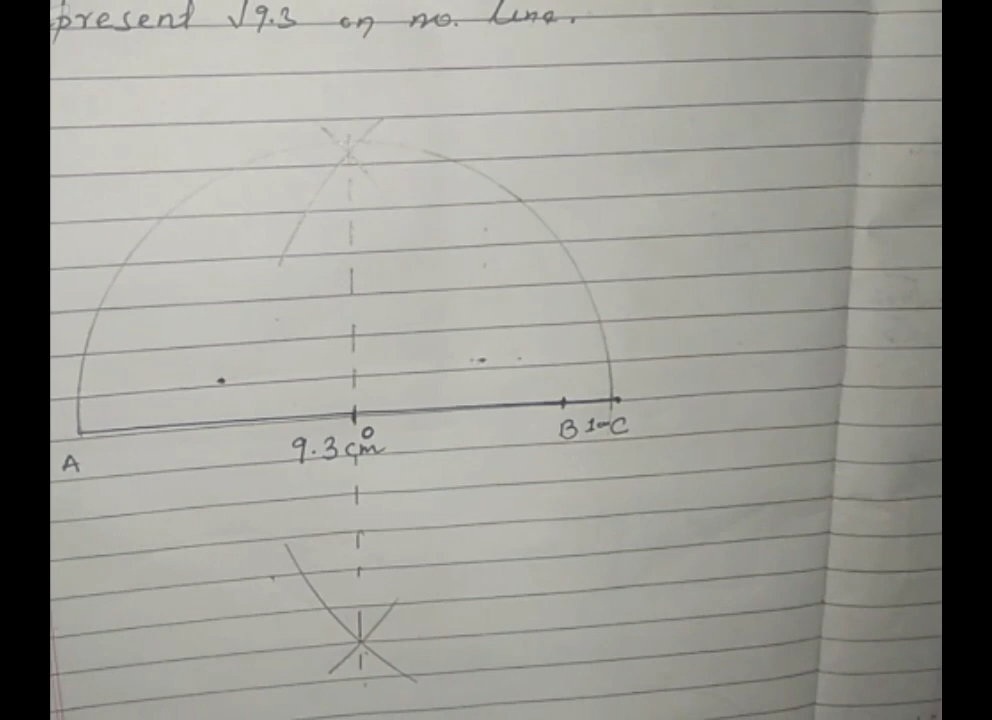 present √9.3 on no. line.
A
9.3 cm
O
B 1 C